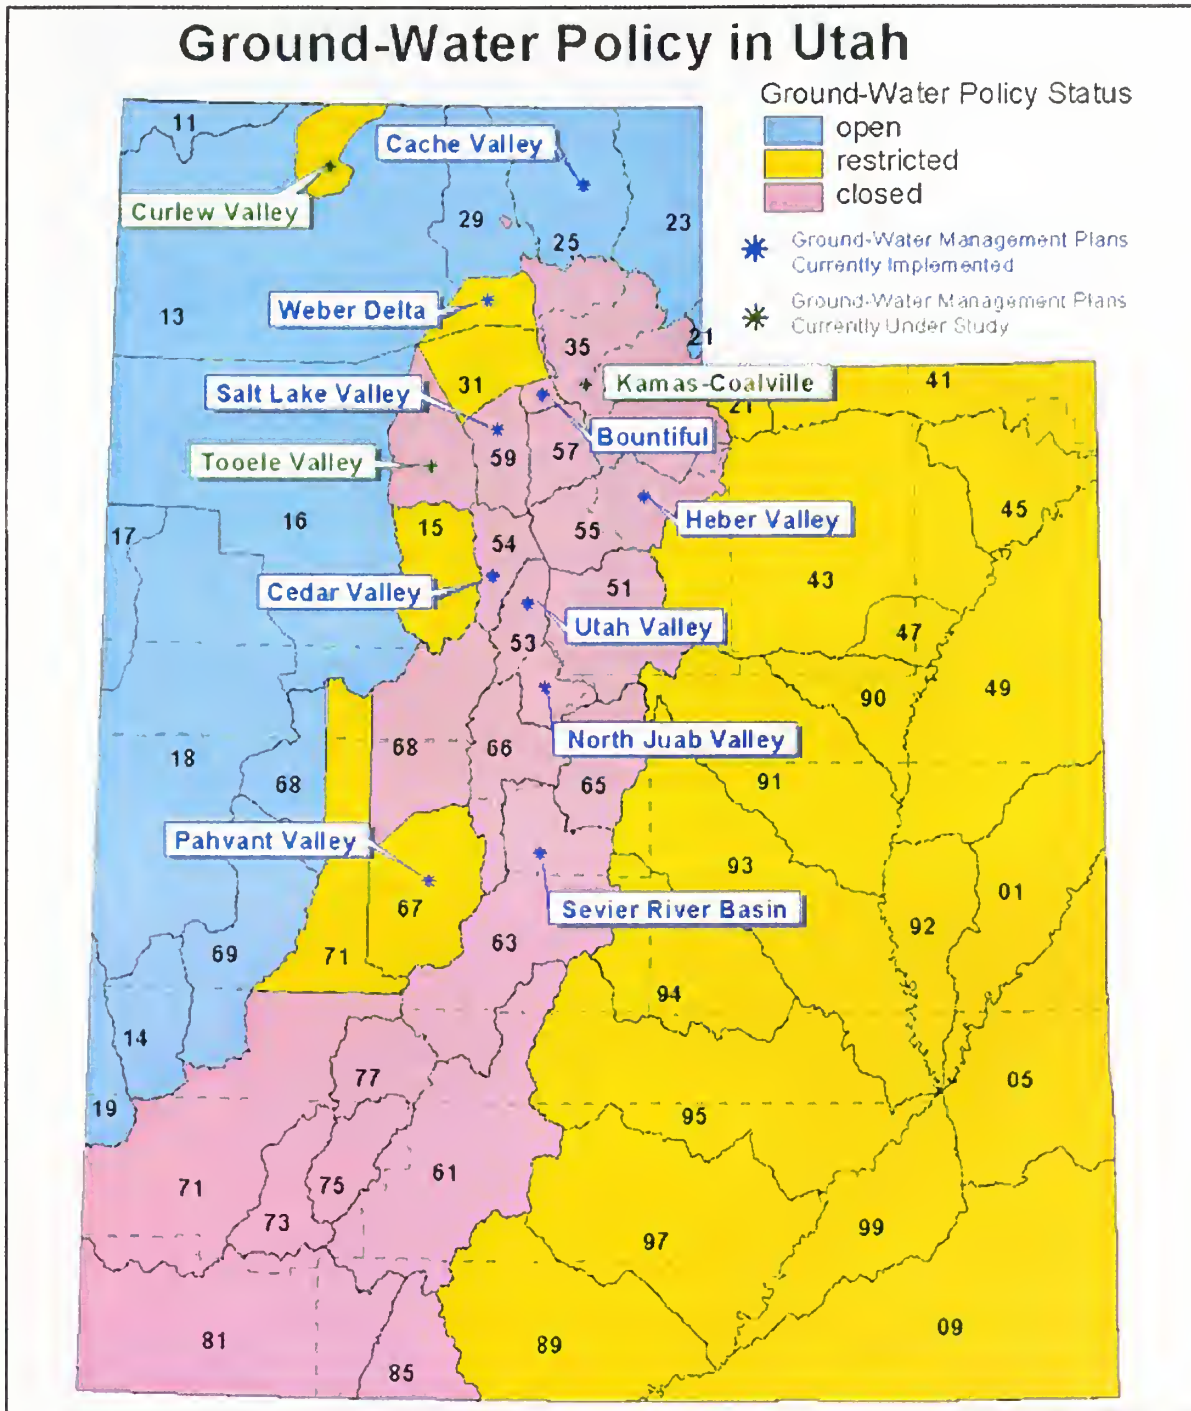 Ground-Water Policy in Utah
Ground-Water Policy Status
open
restricted
closed
Ground-Water Management Plans
Currently Implemented
Ground-Water Management Plans
Currently Under Study
11
Cache Valley
Curlew Valley
29
25
23
13
Weber Delta
21
35
31
Salt Lake Valley
Kamas-Coalville
41
21
Bountiful
Tooele Valley
59
57
45
17
16
15
54
55
Heber Valley
Cedar Valley
51
43
Utah Valley
53
47
49
90
68
66
North Juab Valley
18
68
65
91
Pahvant Valley
93
01
67
Sevier River Basin
92
69
71
63
94
14
77
05
19
95
71
75
61
73
97
99
81
89
09
85